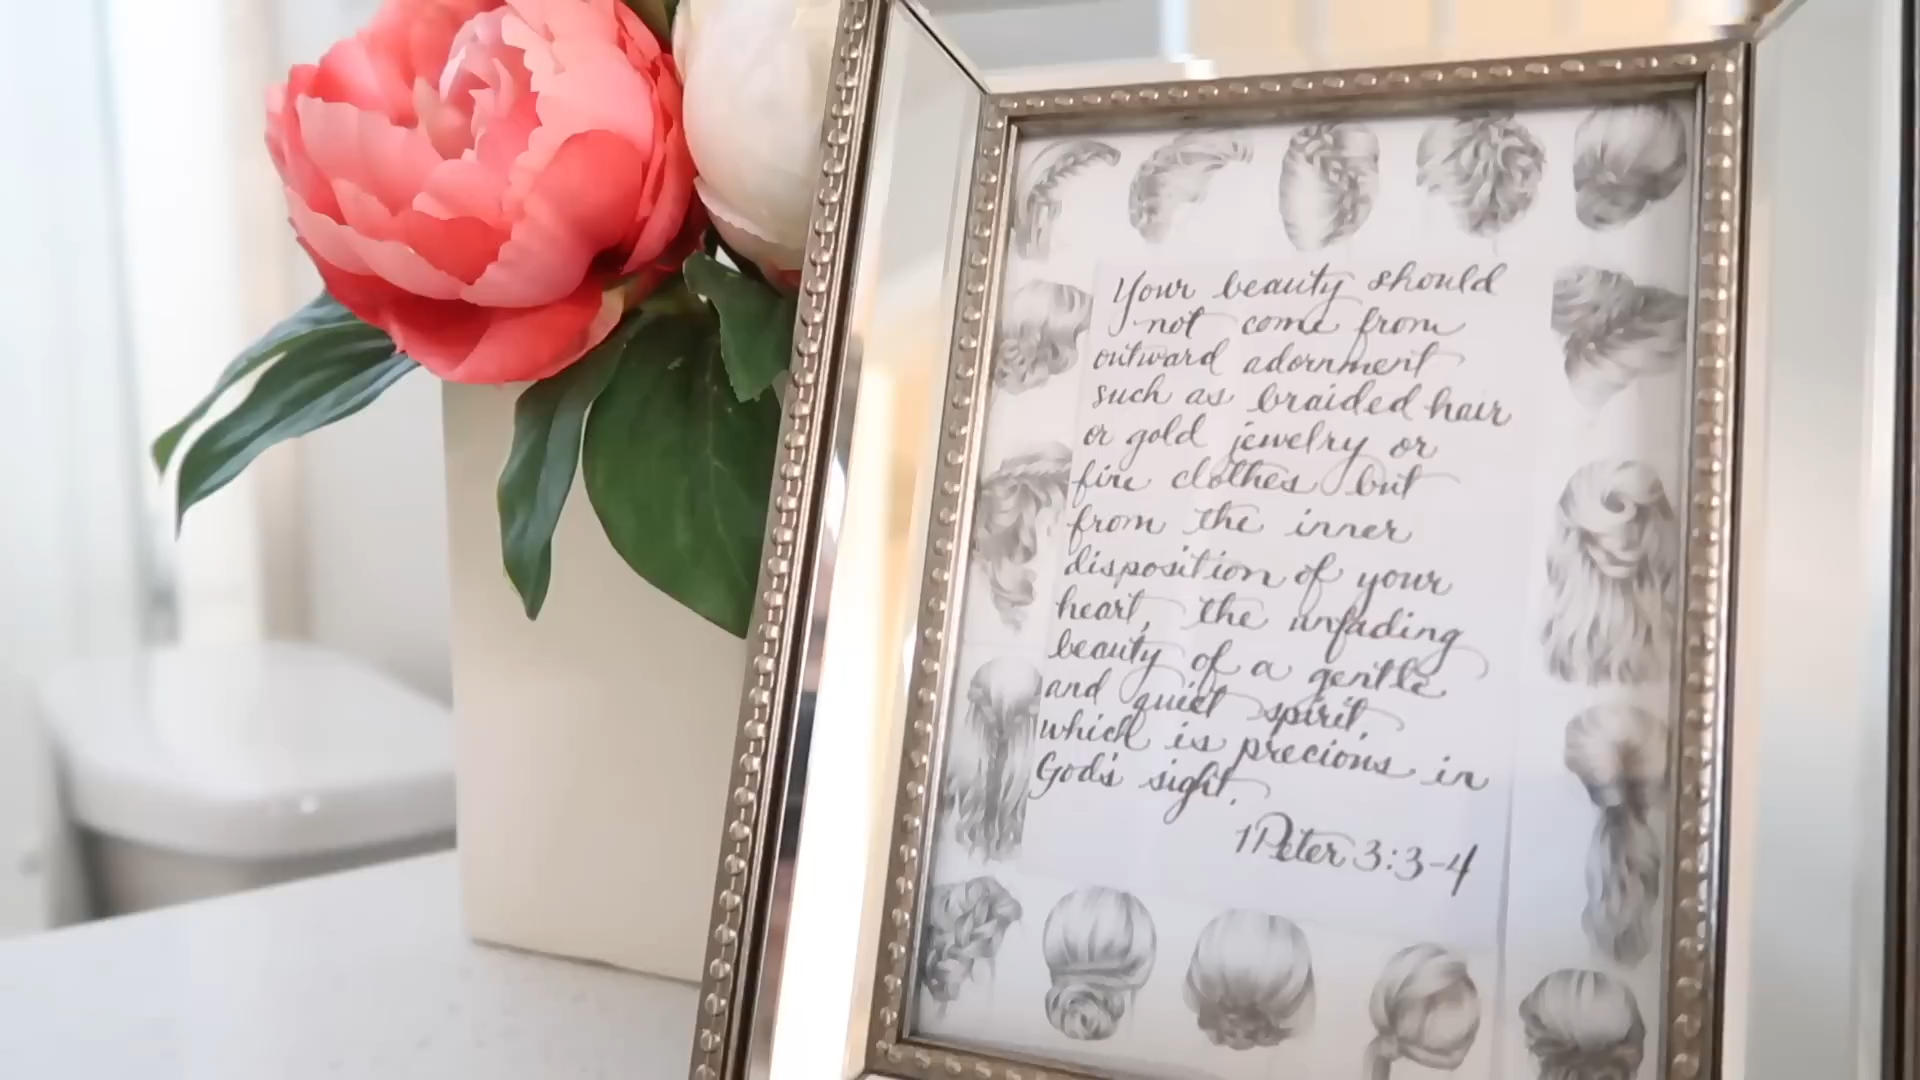 Your beauty should
not come from
outward adornment
such as braided hair
or gold jewelry or
fine clothes but
from the inner
disposition of your
heart, the unfading
beauty of a gentle
and quiet spirit,
which is precious in
God's sight.
1 Peter 3:3-4